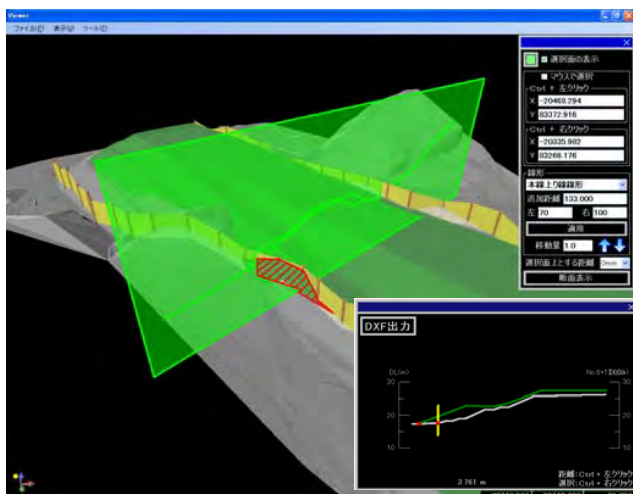 Viewer
ファイル(F) 表示(V) ツール(D)
選択面の表示
マウスで選択
Ctrl + 左クリック
X -20468.294
Y 83372.916
Ctrl + 右クリック
X -20335.982
Y 83266.176
線形
本線上り線線形
追加距離 133.000
左 70 右 100
適用
移動量 1.0
選択面上とする距離 0mm
断面表示
DXF出力
DL(m)
30 30
20 20
10 10
3.761 m
距離:Ctrl + 左クリック
選択:Ctrl + 右クリック